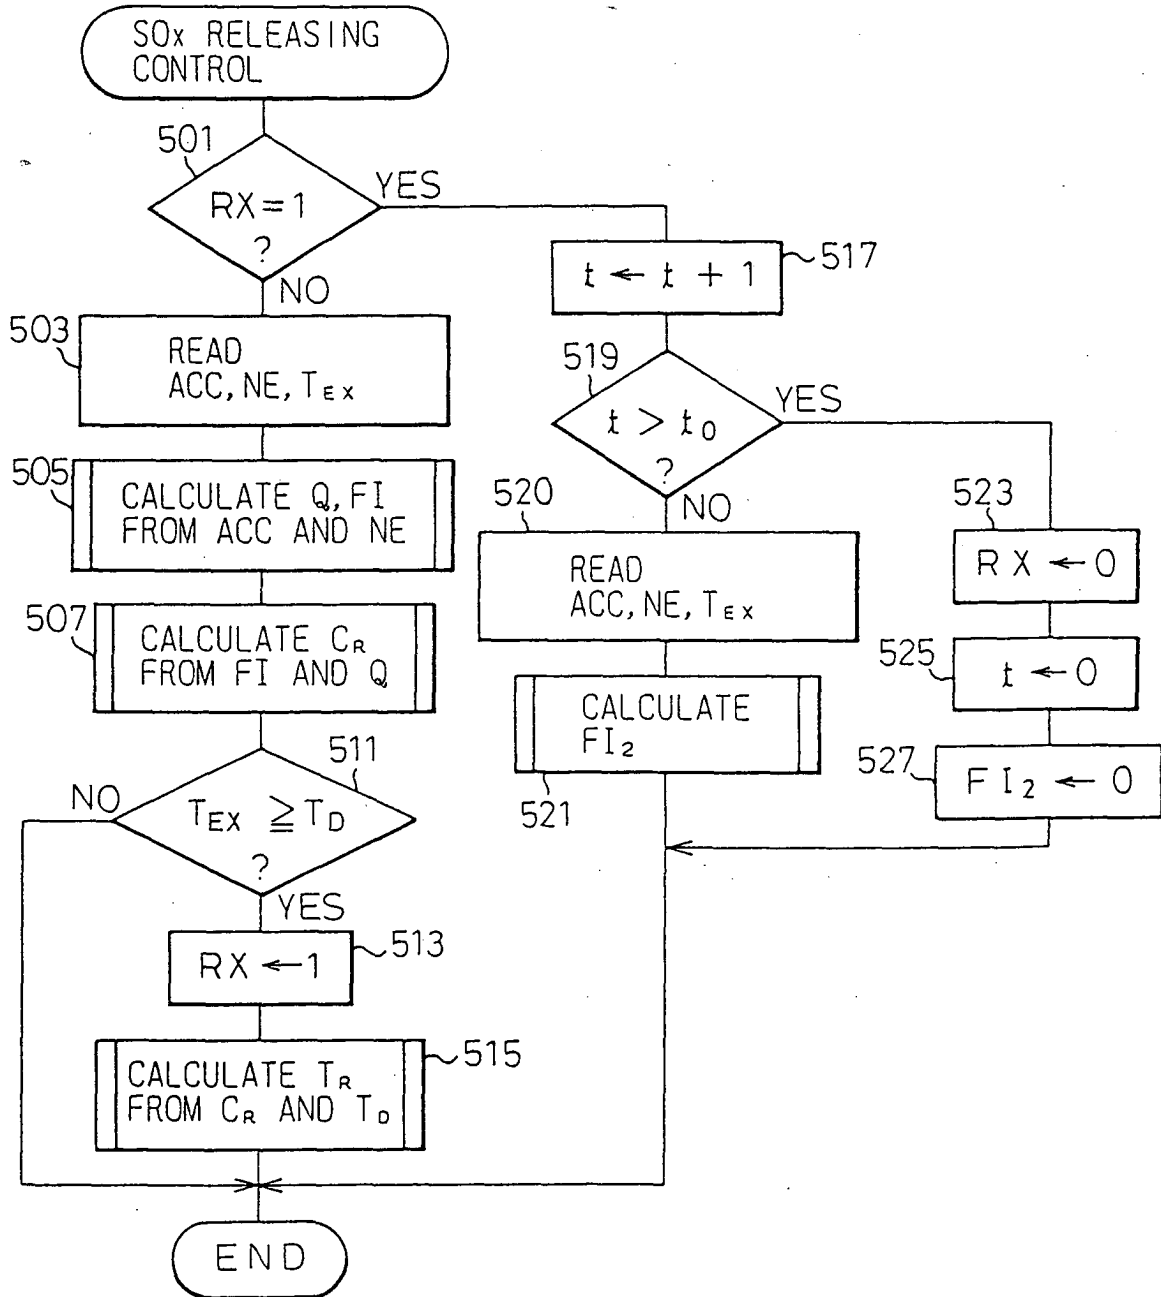 SOx RELEASING
CONTROL
501
RX=1
?
YES
NO
503
READ
ACC, NE, TEX
505
CALCULATE Q, FI
FROM ACC AND NE
507
CALCULATE CR
FROM FI AND Q
511
TEX ≧ TD
?
NO
YES
513
RX ← 1
515
CALCULATE TR
FROM CR AND TD
END
517
t ← t + 1
519
t > t0
?
YES
NO
520
READ
ACC, NE, TEX
521
CALCULATE
FI2
523
RX ← 0
525
t ← 0
527
FI2 ← 0